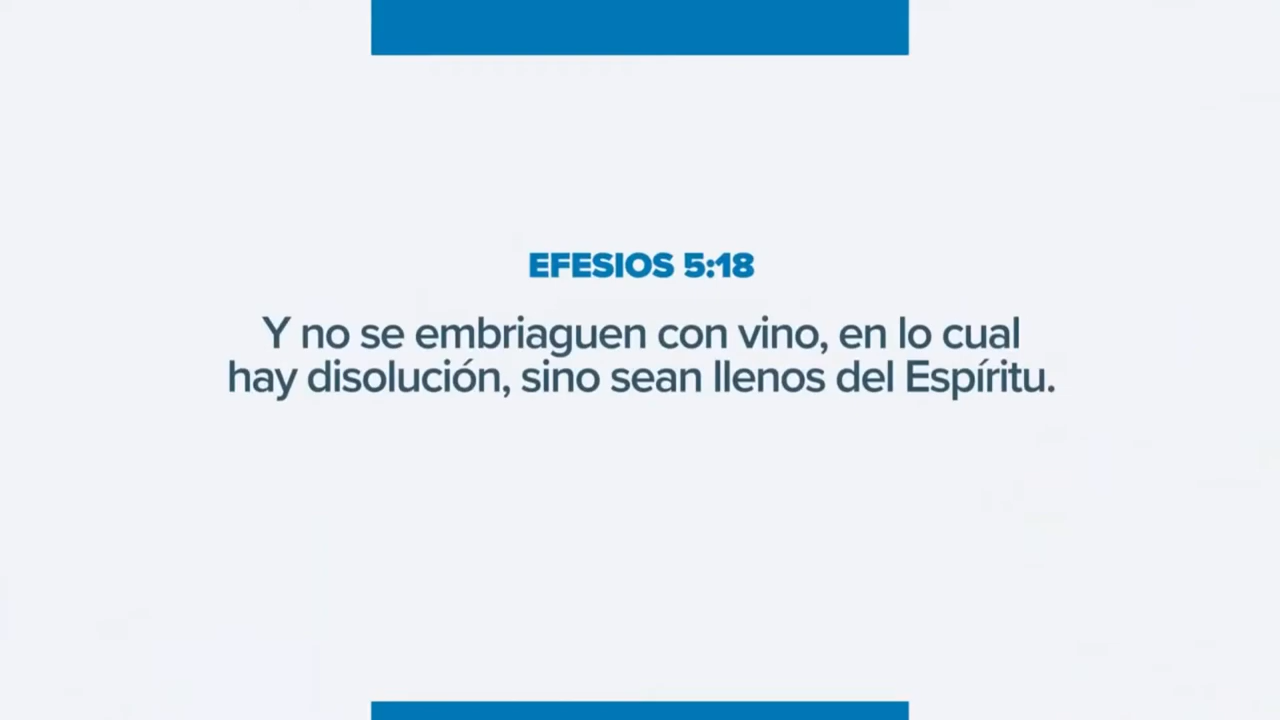 EFESIOS 5:18
Y no se embriaguen con vino, en lo cual
hay disolución, sino sean llenos del Espíritu.